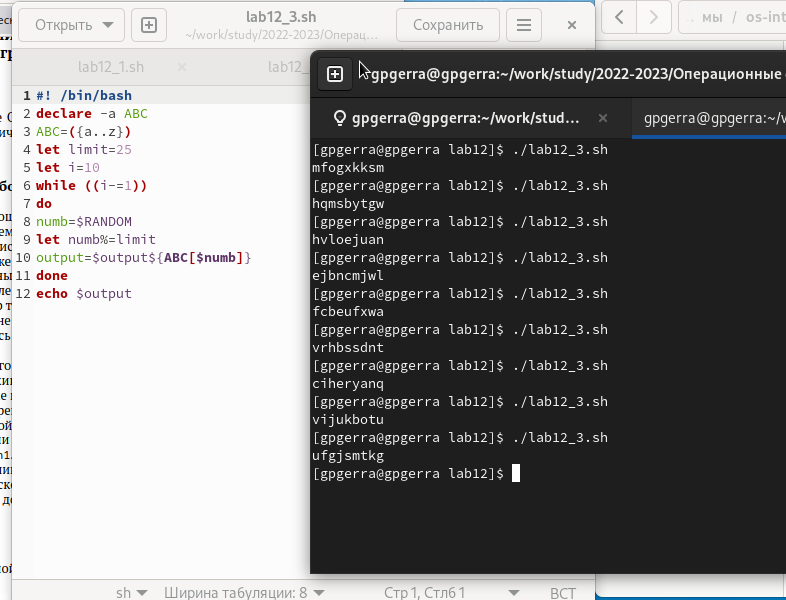 Открыть
lab12_3.sh
~/work/study/2022-2023/Операц...
Сохранить
lab12_1.sh
lab12_
1 #! /bin/bash
2 declare -a ABC
3 ABC=({a..z})
4 let limit=25
5 let i=10
6 while ((i-=1))
7 do
8 numb=$RANDOM
9 let numb%=limit
10 output=$output${ABC[$numb]}
11 done
12 echo $output
sh
Ширина табуляции: 8
Стр 1, Стлб 1
ВСТ
мы / os-int
gpgerra@gpgerra:~/work/study/2022-2023/Операционные
gpgerra@gpgerra:~/work/stud...
gpgerra@gpgerra:~/
[gpgerra@gpgerra lab12]$ ./lab12_3.sh
mfogxkksm
[gpgerra@gpgerra lab12]$ ./lab12_3.sh
hqmsbytgw
[gpgerra@gpgerra lab12]$ ./lab12_3.sh
hvloejuan
[gpgerra@gpgerra lab12]$ ./lab12_3.sh
ejbncmjwl
[gpgerra@gpgerra lab12]$ ./lab12_3.sh
fcbeufxwa
[gpgerra@gpgerra lab12]$ ./lab12_3.sh
vrhbssdnt
[gpgerra@gpgerra lab12]$ ./lab12_3.sh
ciheryanq
[gpgerra@gpgerra lab12]$ ./lab12_3.sh
vijukbotu
[gpgerra@gpgerra lab12]$ ./lab12_3.sh
ufgjsmtkg
[gpgerra@gpgerra lab12]$